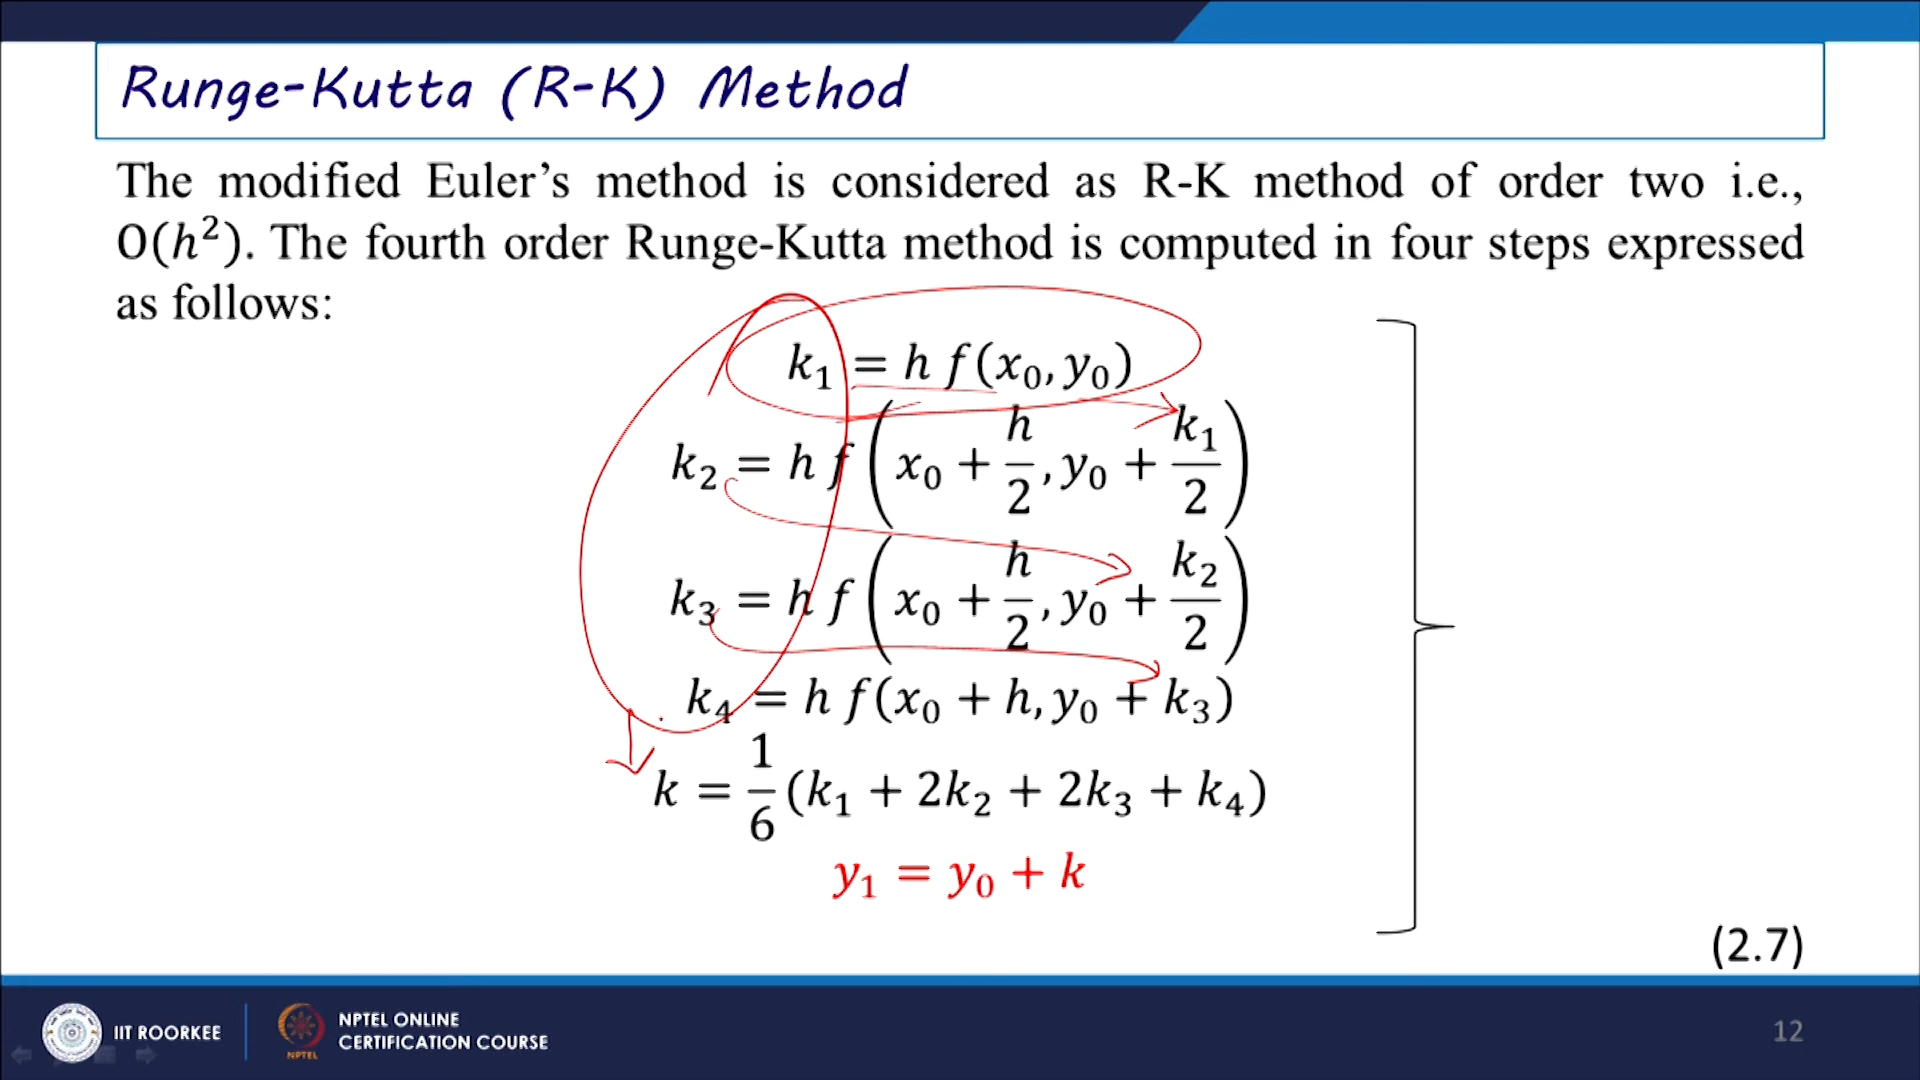 Runge-Kutta (R-K) Method
The modified Euler’s method is considered as R-K method of order two i.e.,
O(h²). The fourth order Runge-Kutta method is computed in four steps expressed
as follows:
k₁ = h f(x₀, y₀)
k₂ = h f(x₀ + h/2, y₀ + k₁/2)
k₃ = h f(x₀ + h/2, y₀ + k₂/2)
k₄ = h f(x₀ + h, y₀ + k₃)
k = 1/6 (k₁ + 2k₂ + 2k₃ + k₄)
y₁ = y₀ + k
(2.7)
IIT ROORKEE
NPTEL
NPTEL ONLINE
CERTIFICATION COURSE
12